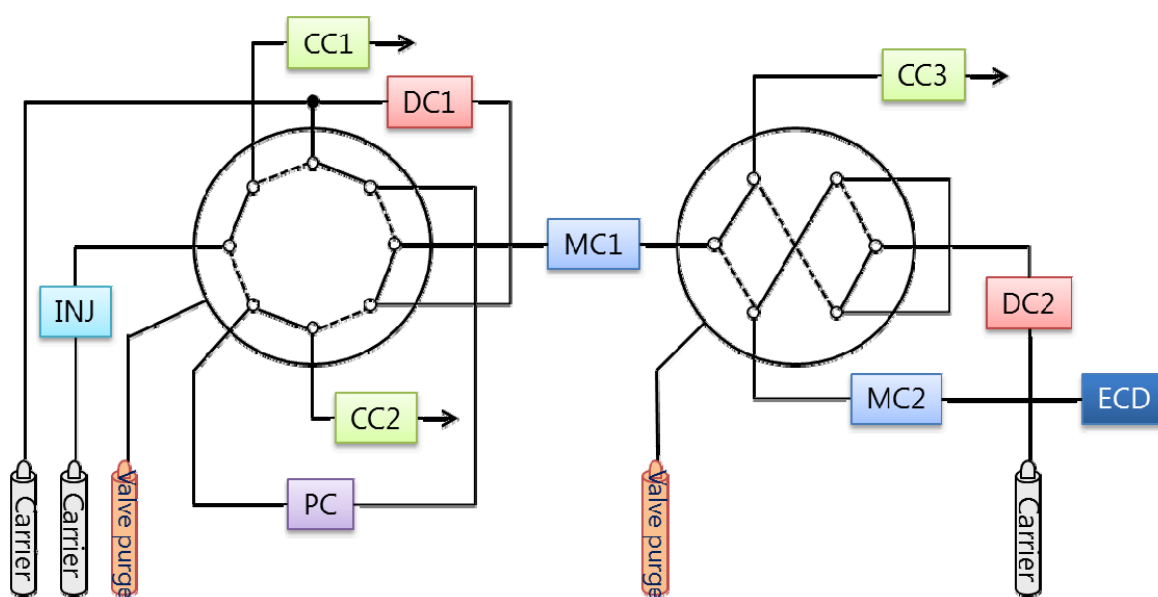 CC1
CC3
DC1
MC1
INJ
DC2
MC2
ECD
CC2
PC
Carrier
Carrier
Valve purge
Valve purge
Carrier